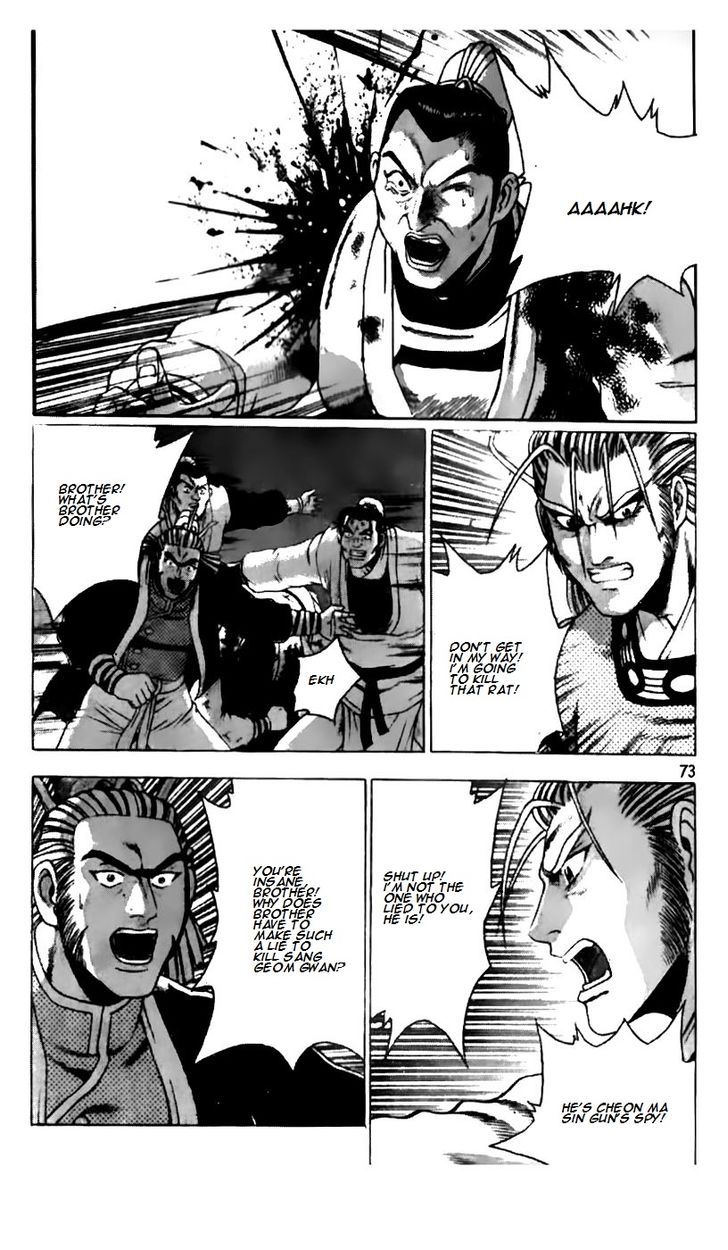 AAAAHK!
BROTHER!
WHAT'S
BROTHER
DOING?
EKH
DON'T GET
IN MY WAY!
I'M GOING
TO KILL
THAT RAT!
73
YOU'RE
INSANE,
BROTHER!
WHY DOES
BROTHER
HAVE TO
MAKE SUCH
A LIE TO
KILL SANG
GEOM GWAN?
SHUT UP!
I'M NOT THE
ONE WHO
LIED TO YOU,
HE IS!
HE'S CHEON MA
SIN GUN'S SPY!